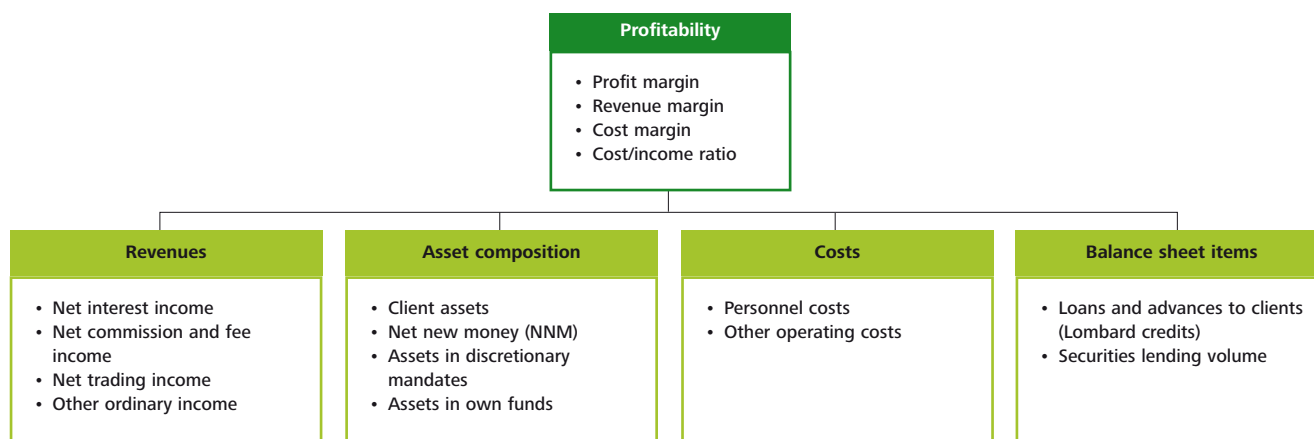 Profitability
• Profit margin
• Revenue margin
• Cost margin
• Cost/income ratio
Revenues
• Net interest income
• Net commission and fee
income
• Net trading income
• Other ordinary income
Asset composition
• Client assets
• Net new money (NNM)
• Assets in discretionary
mandates
• Assets in own funds
Costs
• Personnel costs
• Other operating costs
Balance sheet items
• Loans and advances to clients
(Lombard credits)
• Securities lending volume